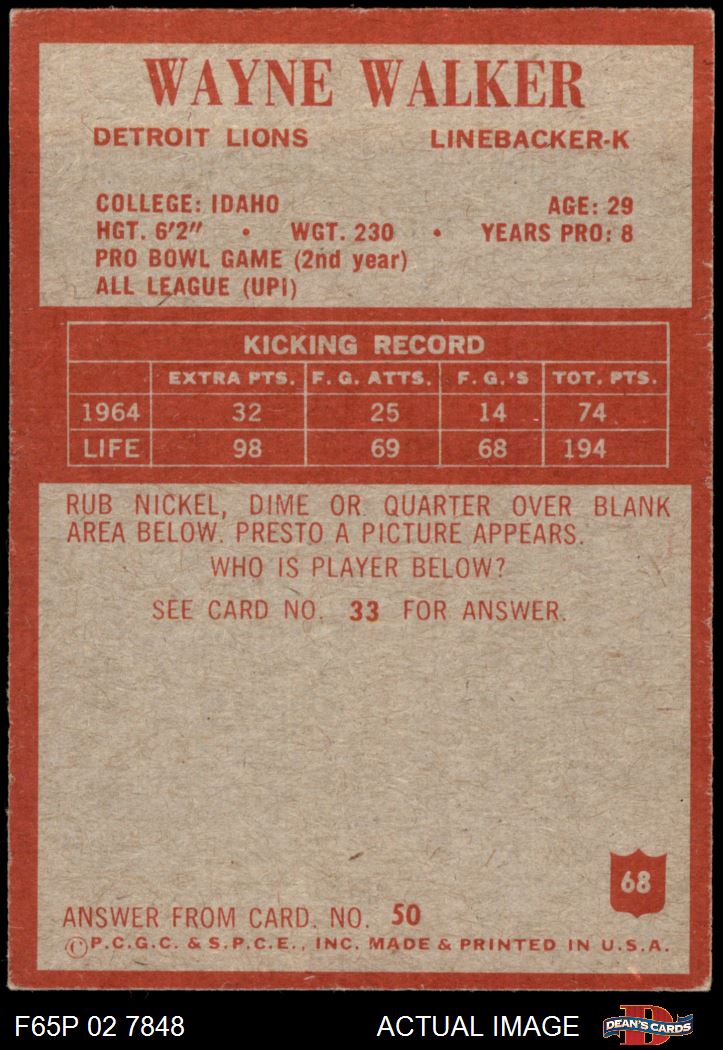 WAYNE WALKER
DETROIT LIONS LINEBACKER-K
COLLEGE: IDAHO AGE: 29
HGT. 6'2" • WGT. 230 • YEARS PRO: 8
PRO BOWL GAME (2nd year)
ALL LEAGUE (UPI)
KICKING RECORD
EXTRA PTS. F. G. ATTS. F. G.'S TOT. PTS.
1964 32 25 14 74
LIFE 98 69 68 194
RUB NICKEL, DIME OR QUARTER OVER BLANK
AREA BELOW. PRESTO A PICTURE APPEARS.
WHO IS PLAYER BELOW?
SEE CARD NO. 33 FOR ANSWER.
68
ANSWER FROM CARD. NO. 50
©P.C.G.C. & S.P.C.E., INC. MADE & PRINTED IN U.S.A.
F65P 02 7848 ACTUAL IMAGE D DEAN'S CARDS